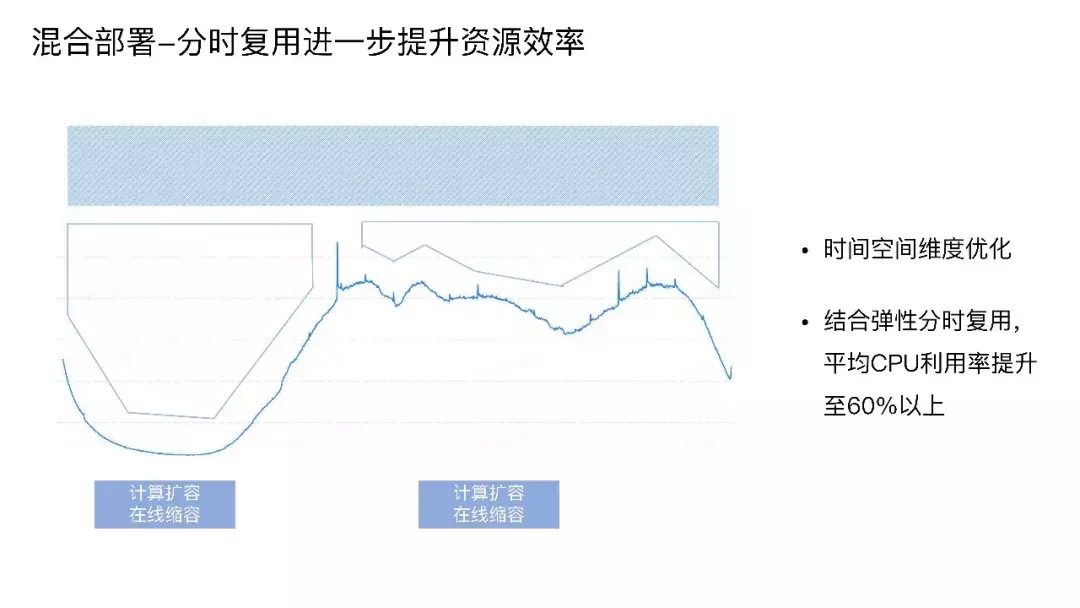 混合部署-分时复用进一步提升资源效率
• 时间空间维度优化
• 结合弹性分时复用，
平均CPU利用率提升
至60%以上
计算扩容
在线缩容
计算扩容
在线缩容